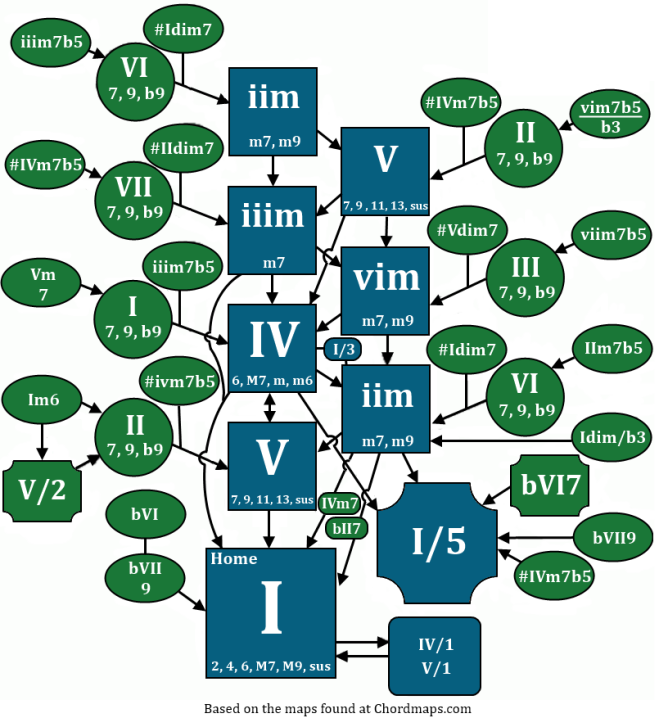 iiim7b5
#Idim7
VI
7, 9, b9
iim
m7, m9
#IVm7b5
II
7, 9, b9
vim7b5
b3
V
7, 9 , 11, 13, sus
#IVm7b5
#IIdim7
VII
7, 9, b9
iiim
m7
#Vdim7
viim7b5
III
7, 9, b9
vim
m7, m9
Vm
7
iiim7b5
I
7, 9, b9
IV
6, M7, m, m6
I/3
#Idim7
IIm7b5
VI
7, 9, b9
iim
m7, m9
Im6
#ivm7b5
II
7, 9, b9
V
7, 9, 11, 13, sus
Idim/b3
V/2
bVI7
IVm7
bII7
bVI
bVII
9
I/5
bVII9
#IVm7b5
Home
I
2, 4, 6, M7, M9, sus
IV/1
V/1
Based on the maps found at Chordmaps.com